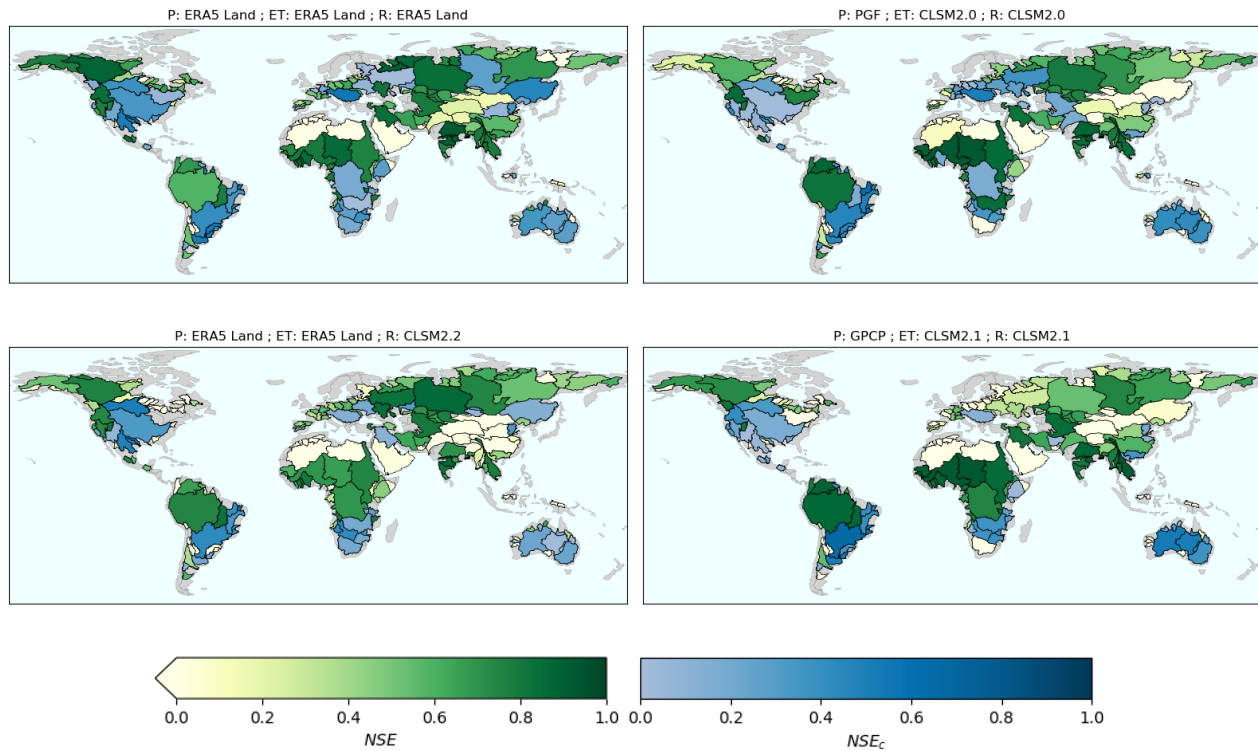 P: ERA5 Land ; ET: ERA5 Land ; R: ERA5 Land
P: PGF ; ET: CLSM2.0 ; R: CLSM2.0
P: ERA5 Land ; ET: ERA5 Land ; R: CLSM2.2
P: GPCP ; ET: CLSM2.1 ; R: CLSM2.1
0.0 0.2 0.4 0.6 0.8 1.0
NSE
0.0 0.2 0.4 0.6 0.8 1.0
NSE_c